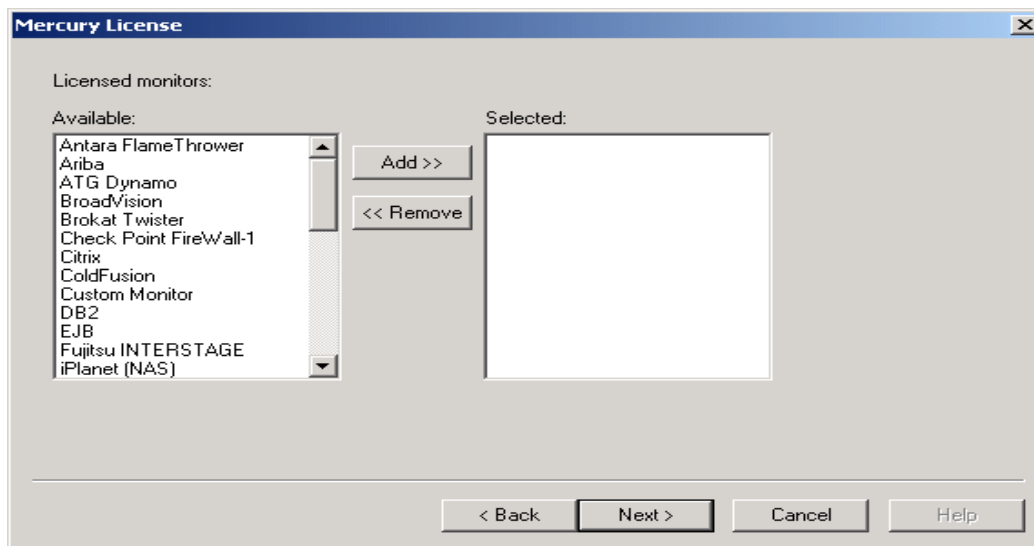 Mercury License
Licensed monitors:
Available:
Selected:
Antara FlameThrower
Ariba
ATG Dynamo
BroadVision
Brokat Twister
Check Point FireWall-1
Citrix
ColdFusion
Custom Monitor
DB2
EJB
Fujitsu INTERSTAGE
iPlanet (NAS)
Add >>
<< Remove
< Back
Next >
Cancel
Help